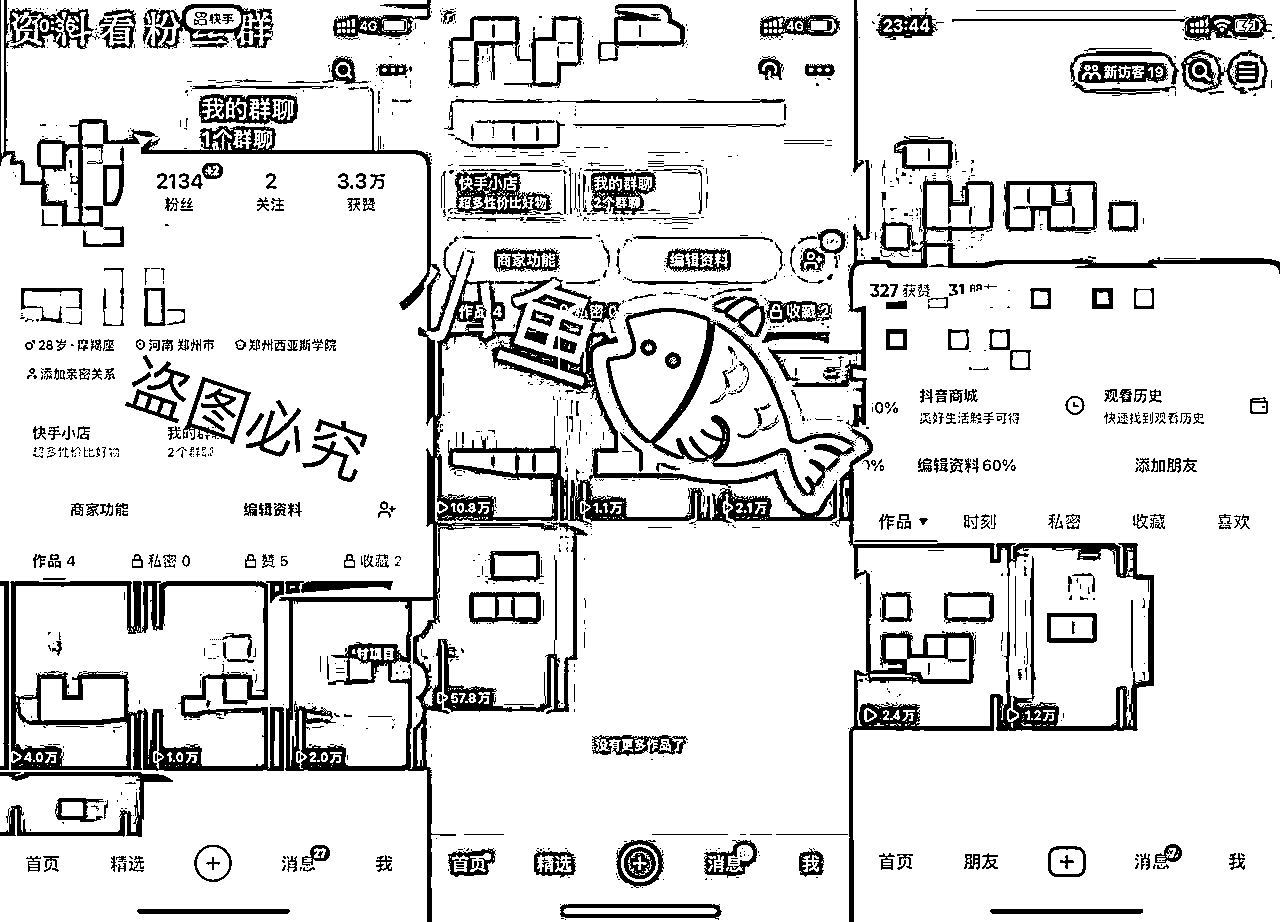 资料看粉丝群
快手
4G
我的群聊
1个群聊
2134 +2
粉丝
2
关注
3.3万
获赞
28岁·摩羯座
河南 郑州市
郑州西亚斯学院
添加亲密关系
盗图必究
快手小店
超多性价比好物
我的群
2个群聊
商家功能
编辑资料
作品 4
私密 0
赞 5
收藏 2
4.0万
1.0万
2.0万
首页
精选
消息 27
我
4G
快手小店
超多性价比好物
我的群聊
2个群聊
商家功能
编辑资料
作品 4
私密 0
收藏 2
10.8万
1.1万
2.1万
57.8万
没有更多作品了
首页
精选
消息
我
23:44
新访客 19
327 获赞
31
抖音商城
卖好生活触手可得
观看历史
快速找到观看历史
编辑资料 60%
添加朋友
作品
时刻
私密
收藏
喜欢
2.4万
1.2万
首页
朋友
消息
我